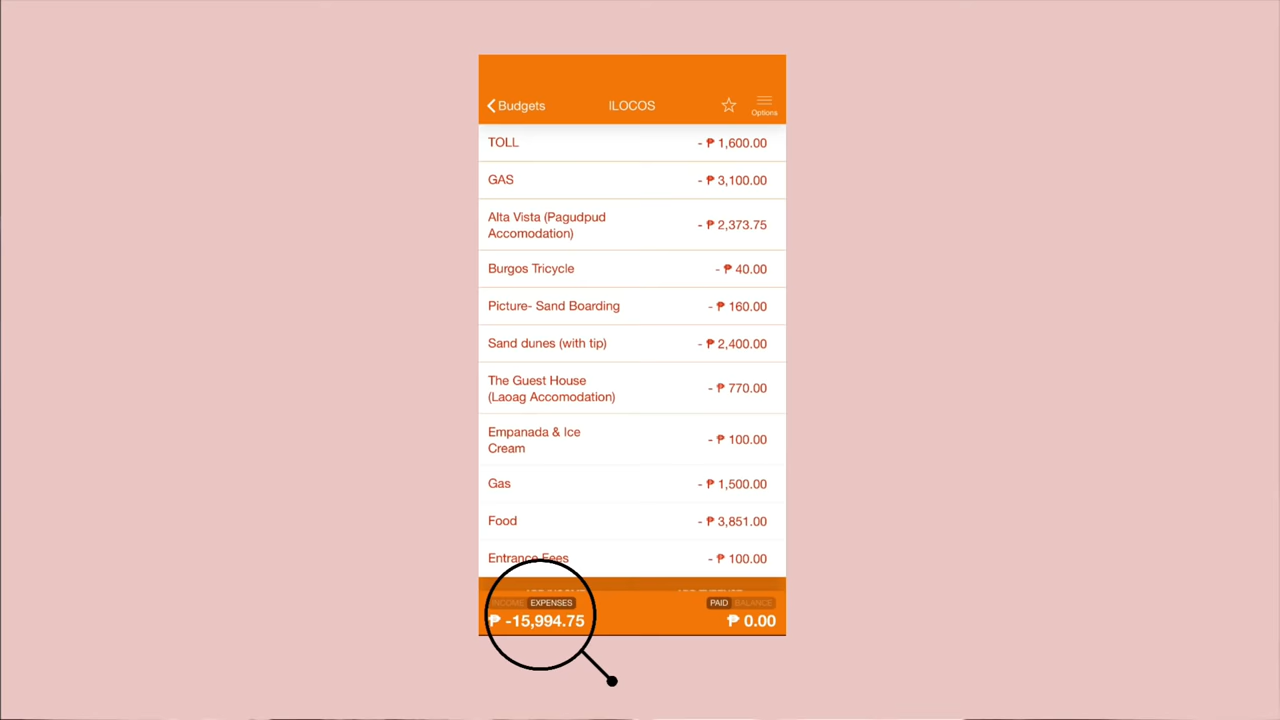 Budgets
ILOCOS
Options
TOLL
- ₱ 1,600.00
GAS
- ₱ 3,100.00
Alta Vista (Pagudpud
Accomodation)
- ₱ 2,373.75
Burgos Tricycle
- ₱ 40.00
Picture- Sand Boarding
- ₱ 160.00
Sand dunes (with tip)
- ₱ 2,400.00
The Guest House
(Laoag Accomodation)
- ₱ 770.00
Empanada & Ice
Cream
- ₱ 100.00
Gas
- ₱ 1,500.00
Food
- ₱ 3,851.00
Entrance Fees
- ₱ 100.00
INCOME EXPENSES
PAID BALANCE
₱ -15,994.75
₱ 0.00